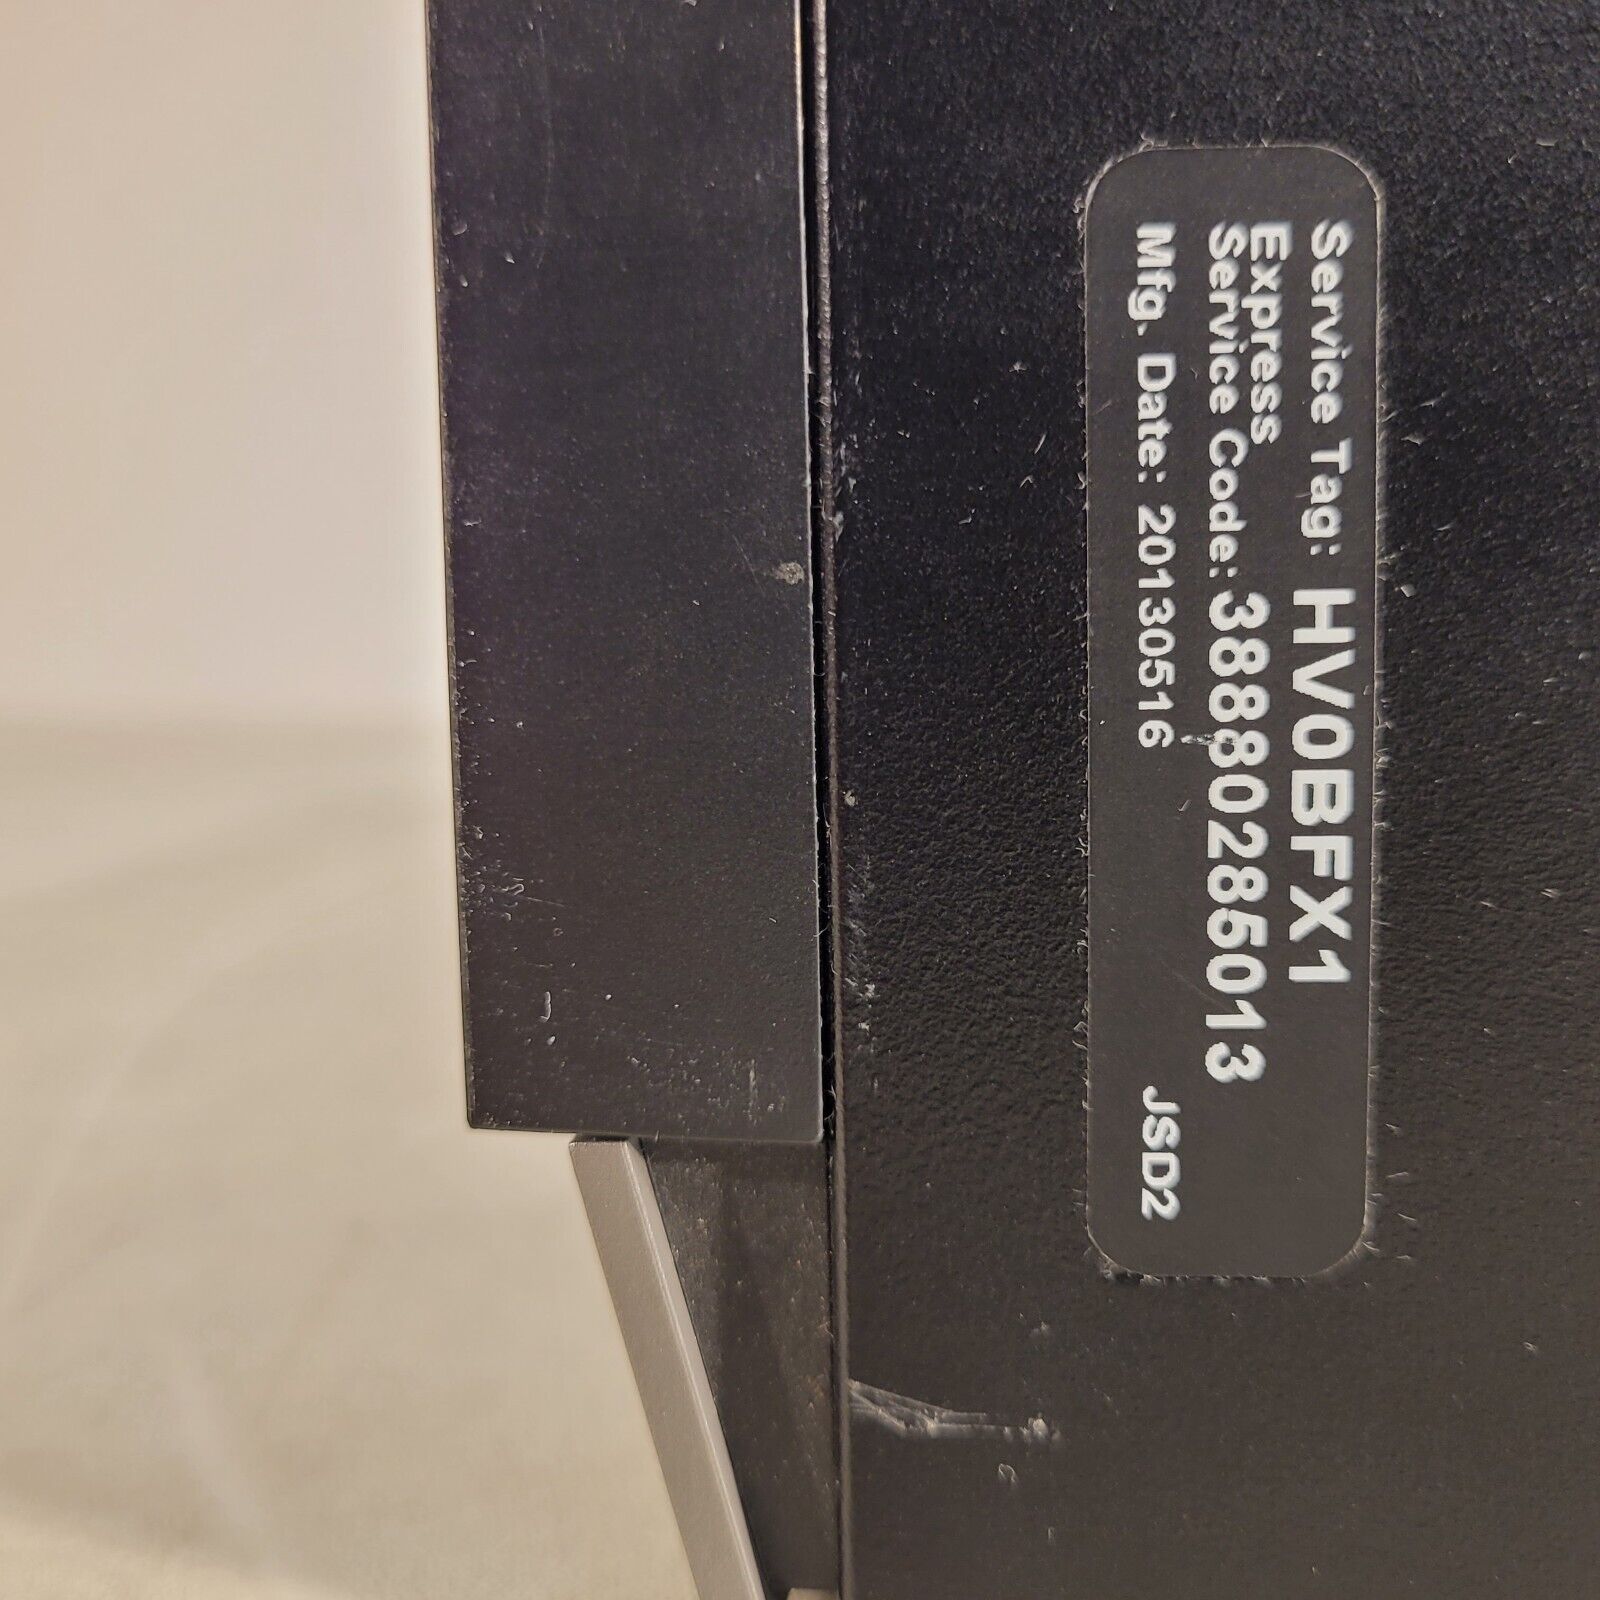 Service Tag: HV0BFX1
Express
Service Code: 38880285013
Mfg. Date: 20130516 JSD2